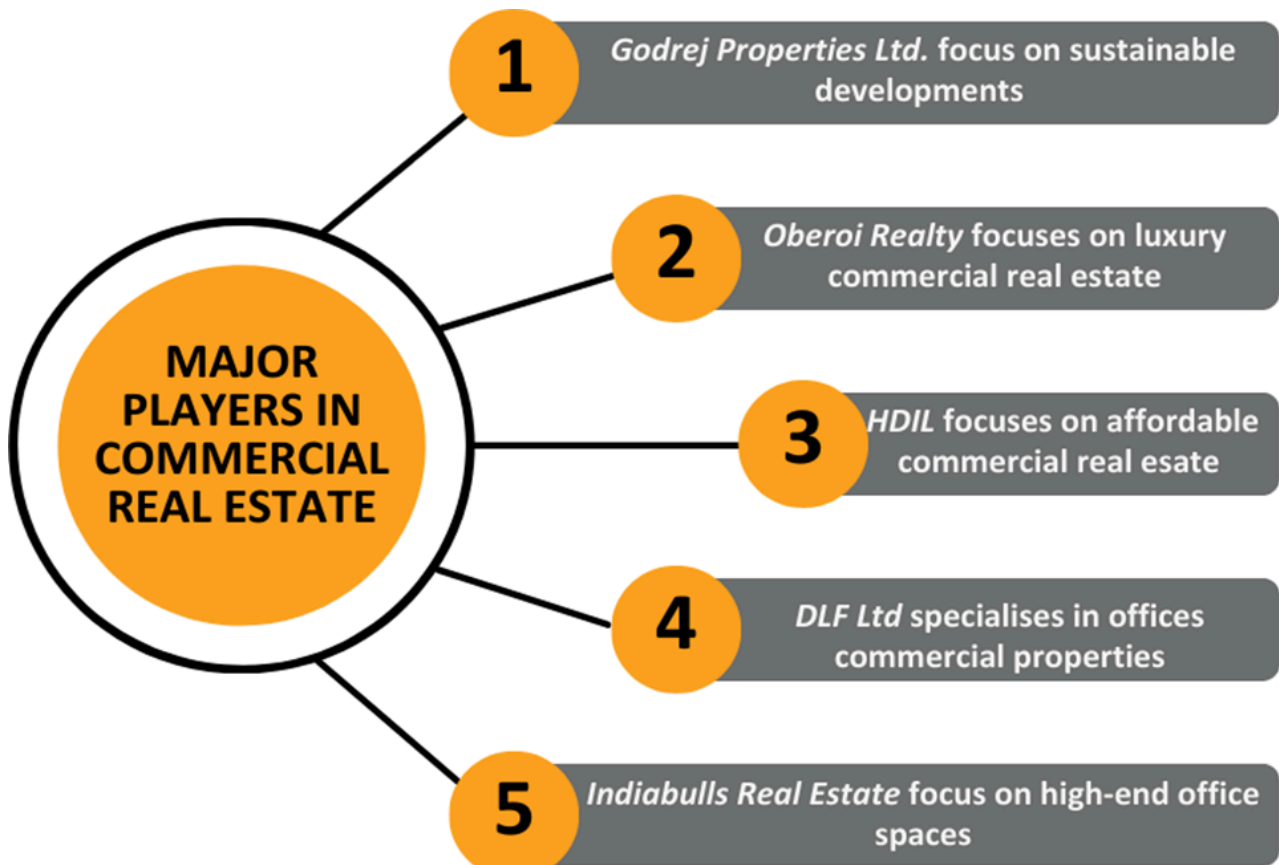 MAJOR
PLAYERS IN
COMMERCIAL
REAL ESTATE
1
Godrej Properties Ltd. focus on sustainable
developments
2
Oberoi Realty focuses on luxury
commercial real estate
3
HDIL focuses on affordable
commercial real esate
4
DLF Ltd specialises in offices
commercial properties
5
Indiabulls Real Estate focus on high-end office
spaces